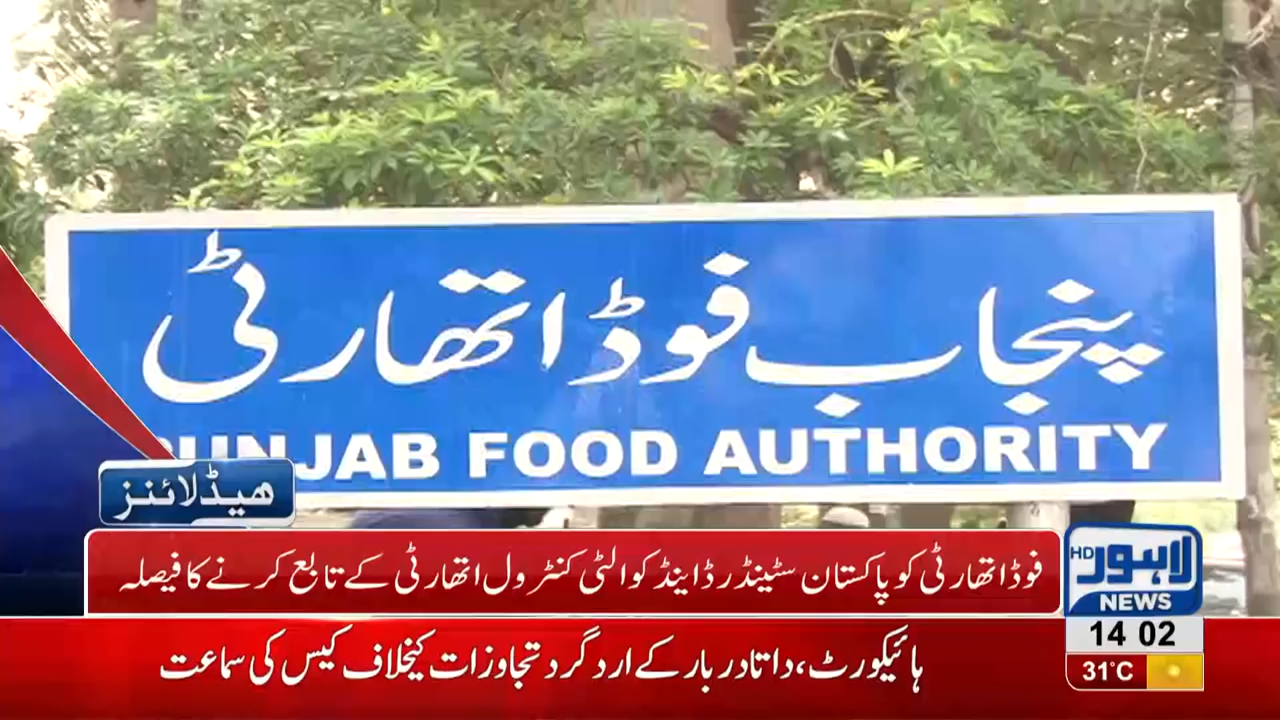 پنجاب فوڈ اتھارٹی
PUNJAB FOOD AUTHORITY
ھیڈلائنز
فوڈ اتھارٹی کو پاکستان سٹینڈرڈ اینڈ کوالٹی کنٹرول اتھارٹی کے تابع کرنے کا فیصلہ
لاہور HD
NEWS
14 02
31°C
ہائیکورٹ، داتا دربار کے اردگرد تجاوزات کیخلاف کیس کی سماعت